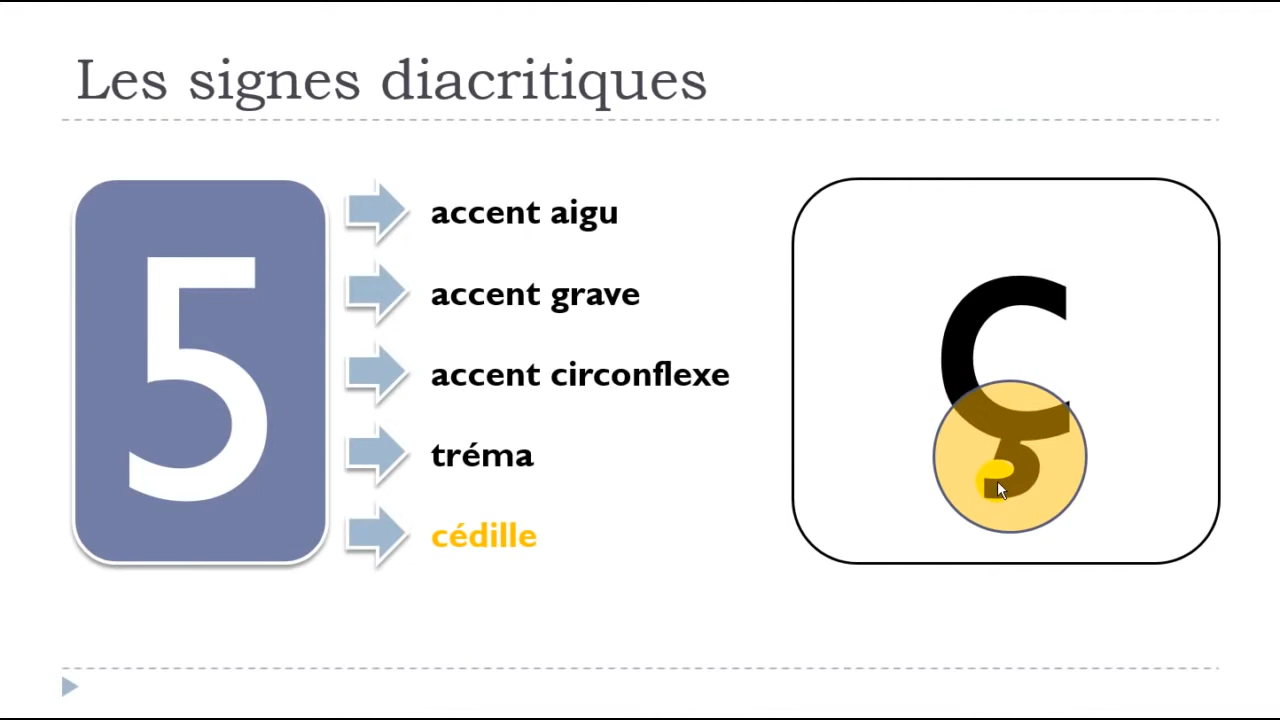 Les signes diacritiques
5
accent aigu
accent grave
accent circonflexe
tréma
cédille
ç